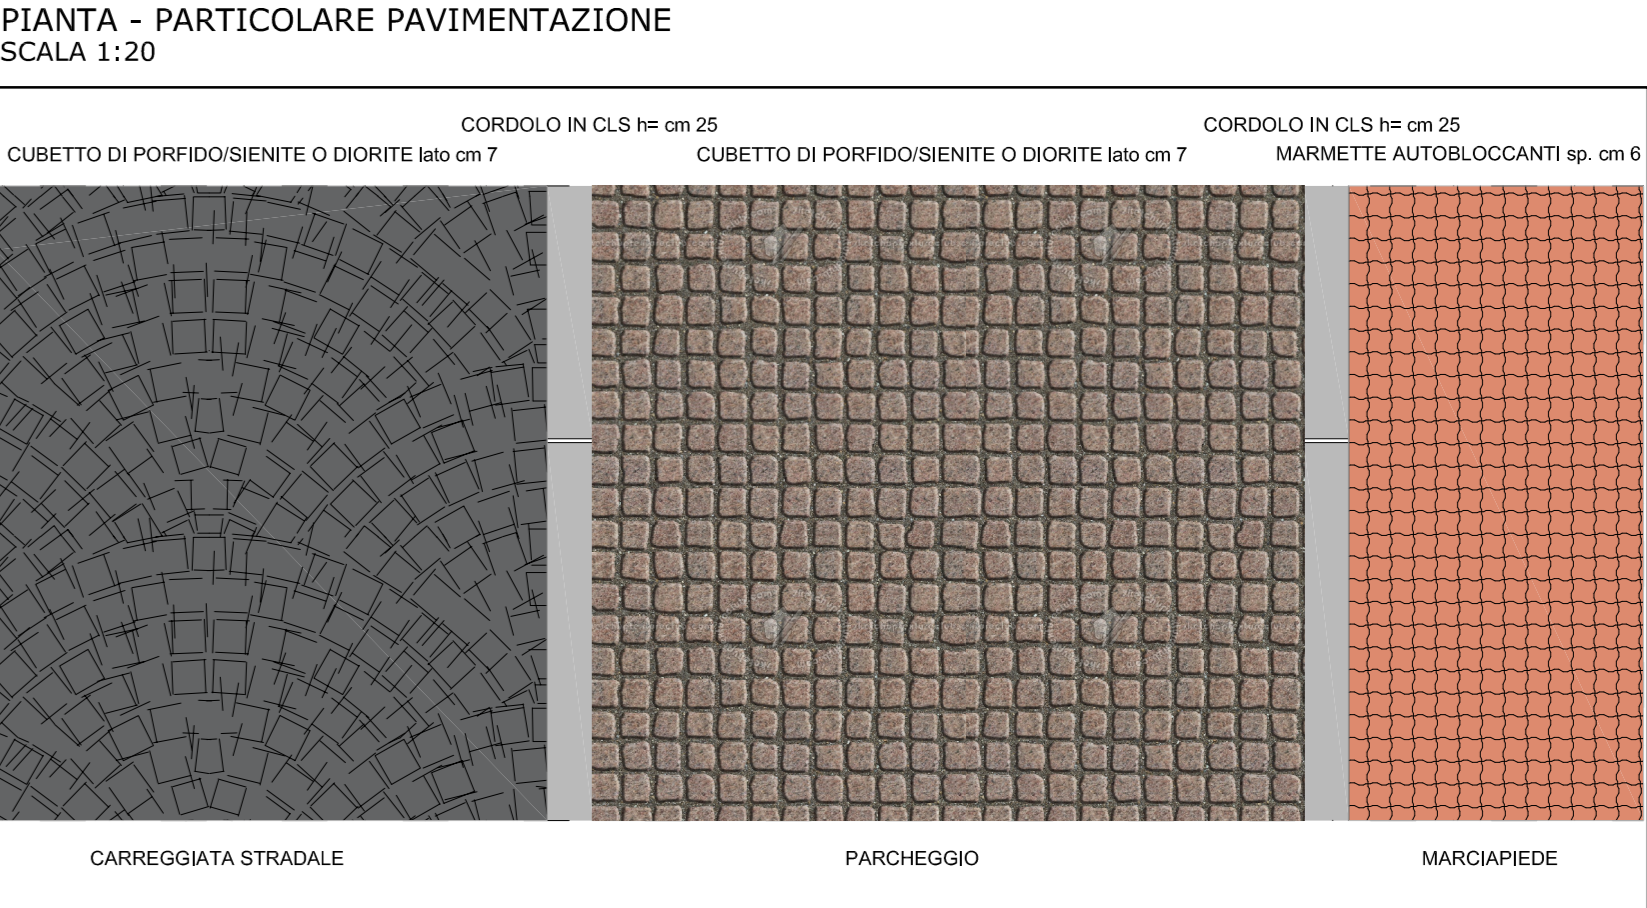 PIANTA - PARTICOLARE PAVIMENTAZIONE
SCALA 1:20
CORDOLO IN CLS h= cm 25
CORDOLO IN CLS h= cm 25
CUBETTO DI PORFIDO/SIENITE O DIORITE lato cm 7
CUBETTO DI PORFIDO/SIENITE O DIORITE lato cm 7
MARMETTE AUTOBLOCCANTI sp. cm 6
CARREGGIATA STRADALE
PARCHEGGIO
MARCIAPIEDE